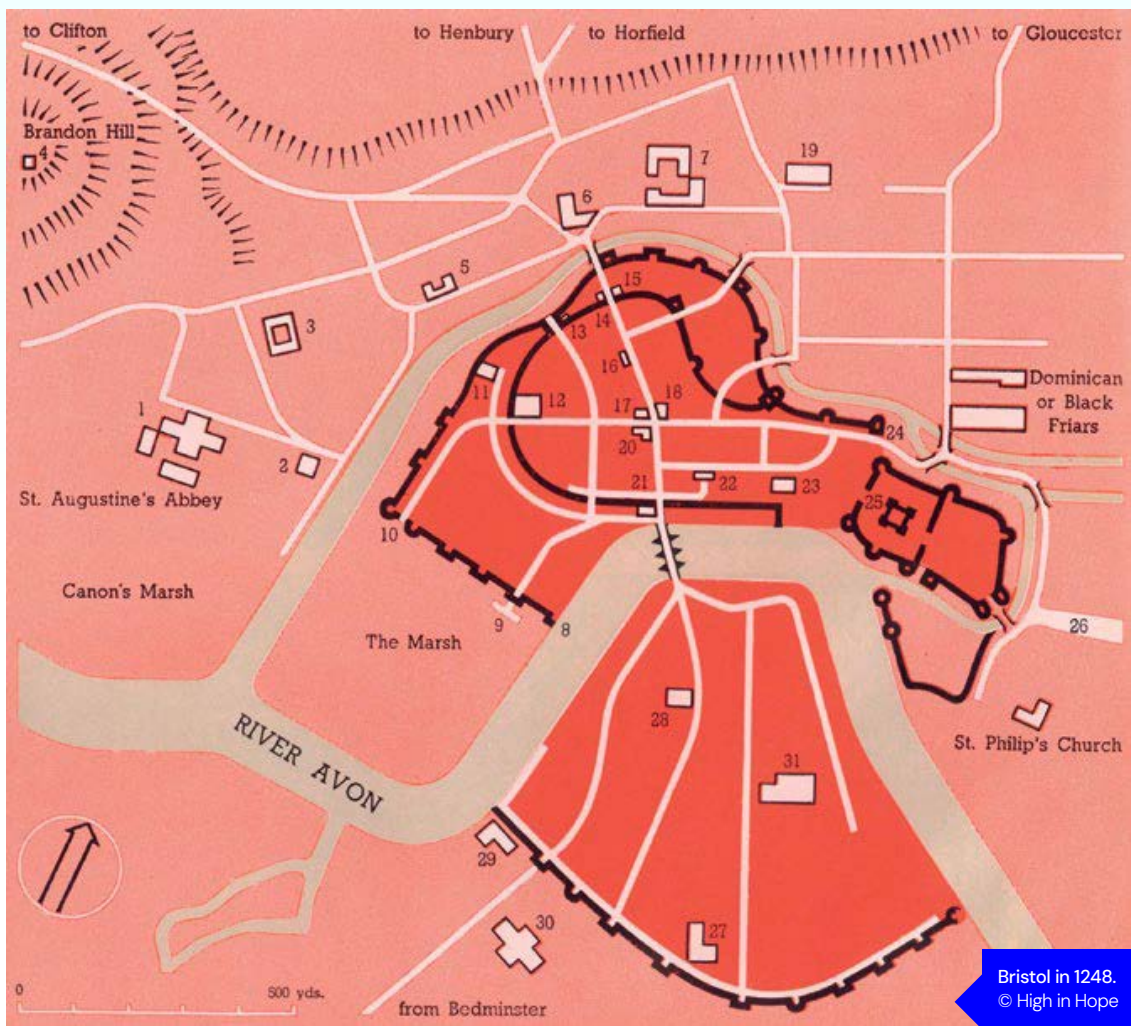 to Clifton
to Henbury
to Horfield
to Gloucester
Brandon Hill
4
7
19
6
5
15
14
13
3
16
11
12
17
18
Dominican
or Black
Friars
1
20
24
2
21
22
23
25
St. Augustine's Abbey
10
Canon's Marsh
9
8
26
The Marsh
28
St. Philip's Church
RIVER AVON
31
29
30
27
0
500 yds.
from Bedminster
Bristol in 1248.
© High in Hope